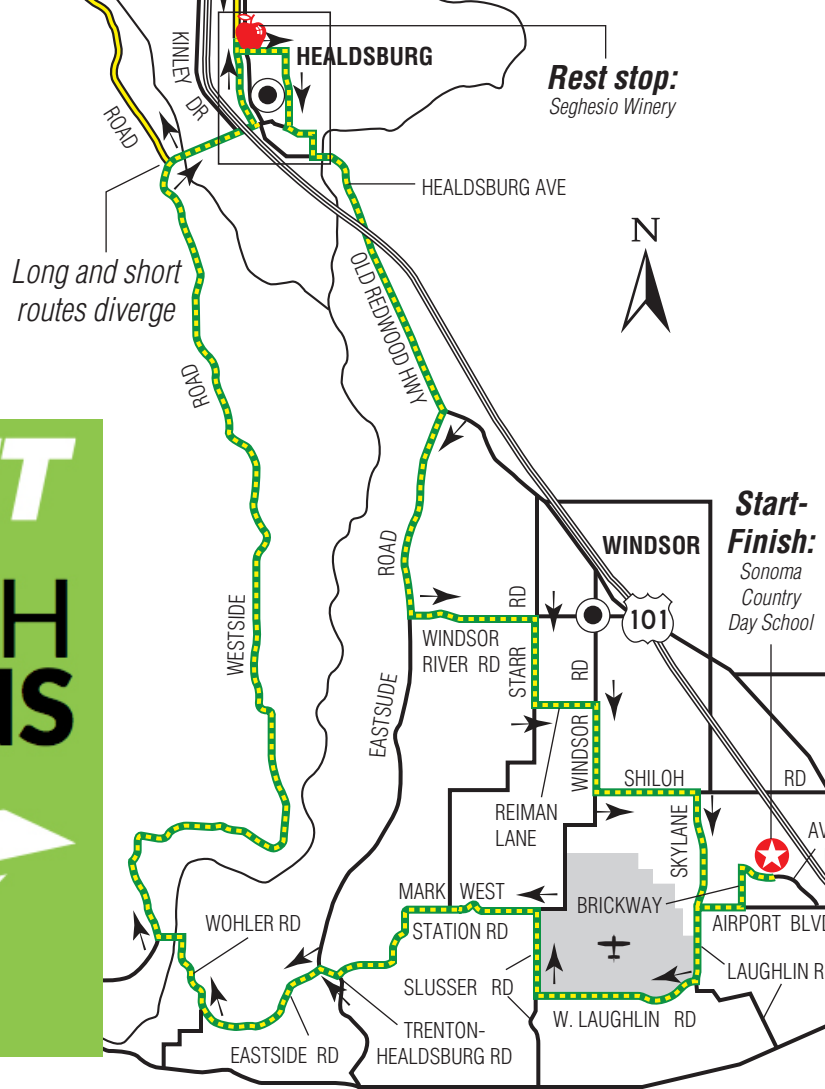 KINLEY DR
HEALDSBURG
Rest stop:
Seghesio Winery
ROAD
HEALDSBURG AVE
N
Long and short
routes diverge
OLD REDWOOD HWY
ROAD
T
H
IS
WESTSIDE
ROAD
EASTSUDE
WINDSOR
101
Start-
Finish:
Sonoma
Country
Day School
WINDSOR
RIVER RD
STARR RD
WINDSOR RD
REIMAN
LANE
SHILOH RD
SKYLANE
BRICKWAY
AIRPORT BLVD
AV
MARK WEST
STATION RD
WOHLER RD
SLUSSER RD
LAUGHLIN R
W. LAUGHLIN RD
TRENTON-
HEALDSBURG RD
EASTSIDE RD